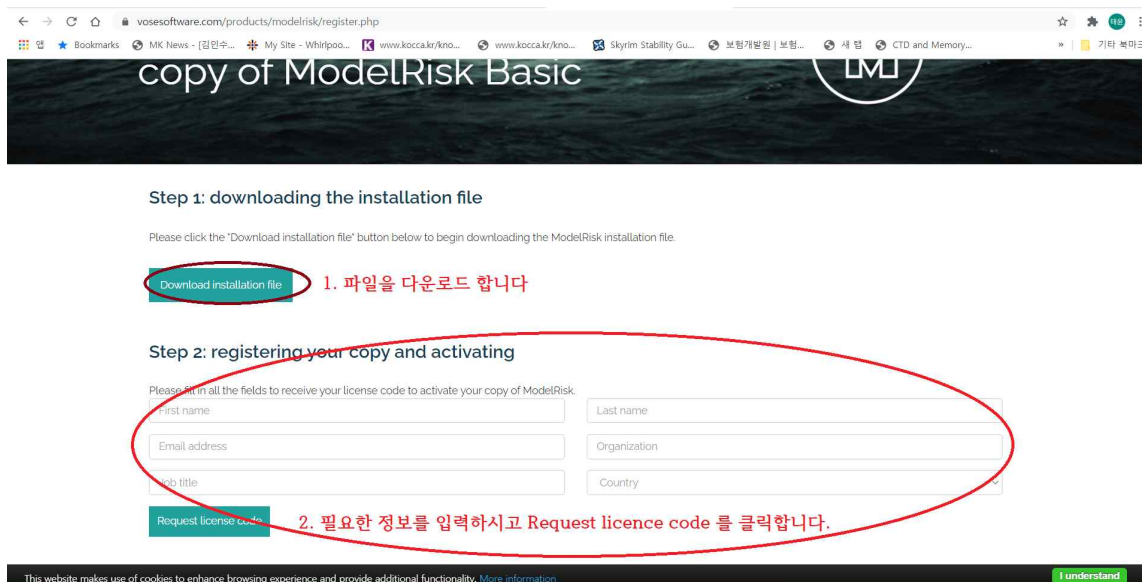 vosesoftware.com/products/modelrisk/register.php
태윤
앱 Bookmarks MK News - [김인수... My Site - Whirlpoo... www.kocca.kr/kno... www.kocca.kr/kno... Skyrim Stability Gu... 보험개발원 | 보험... 새 탭 CTD and Memory... » 기타 북마크
copy of ModelRisk Basic
M
Step 1: downloading the installation file
Please click the "Download installation file" button below to begin downloading the ModelRisk installation file.
Download installation file 1. 파일을 다운로드 합니다
Step 2: registering your copy and activating
Please fill in all the fields to receive your license code to activate your copy of ModelRisk.
First name Last name
Email address Organization
Job title Country
Request license code 2. 필요한 정보를 입력하시고 Request licence code 를 클릭합니다.
This website makes use of cookies to enhance browsing experience and provide additional functionality. More information I understand